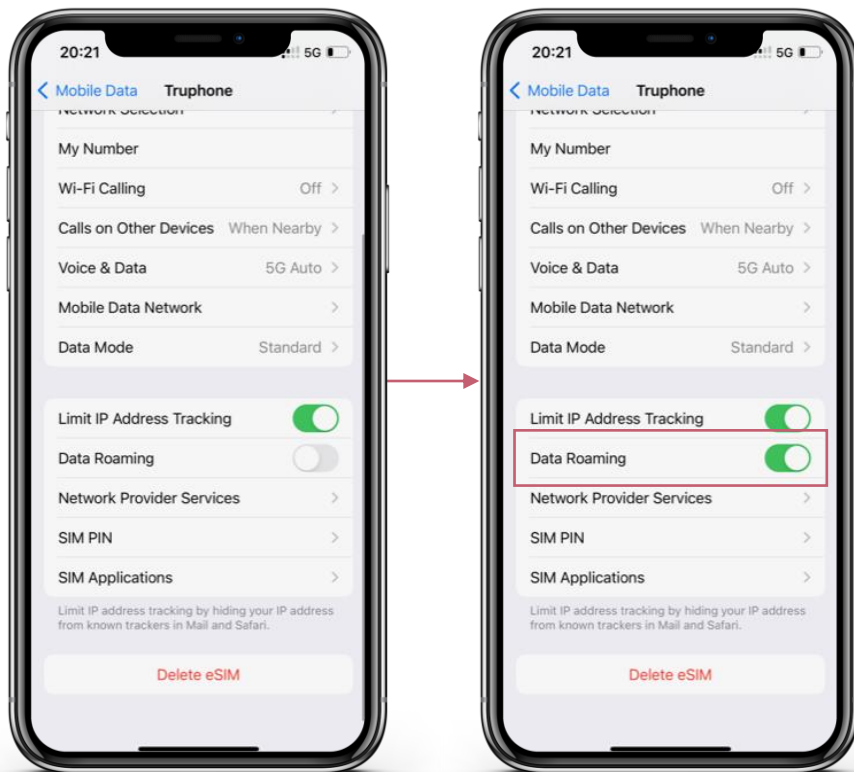 20:21
5G
Mobile Data
Truphone
Network Selection
My Number
Wi-Fi Calling
Off
Calls on Other Devices
When Nearby
Voice & Data
5G Auto
Mobile Data Network
Data Mode
Standard
Limit IP Address Tracking
Data Roaming
Network Provider Services
SIM PIN
SIM Applications
Limit IP address tracking by hiding your IP address
from known trackers in Mail and Safari.
Delete eSIM
20:21
5G
Mobile Data
Truphone
Network Selection
My Number
Wi-Fi Calling
Off
Calls on Other Devices
When Nearby
Voice & Data
5G Auto
Mobile Data Network
Data Mode
Standard
Limit IP Address Tracking
Data Roaming
Network Provider Services
SIM PIN
SIM Applications
Limit IP address tracking by hiding your IP address
from known trackers in Mail and Safari.
Delete eSIM